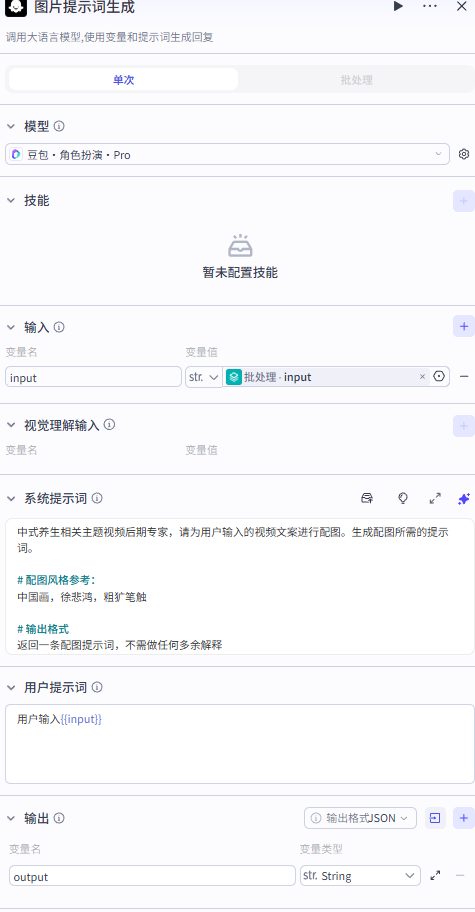 图片提示词生成
调用大语言模型,使用变量和提示词生成回复
单次
批处理
模型
豆包·角色扮演·Pro
技能
暂未配置技能
输入
变量名 变量值
input str. 批处理 · input
视觉理解输入
变量名 变量值
系统提示词
中式养生相关主题视频后期专家，请为用户输入的视频文案进行配图。生成配图所需的提示
词。
# 配图风格参考：
中国画，徐悲鸿，粗犷笔触
# 输出格式
返回一条配图提示词，不需做任何多余解释
用户提示词
用户输入{{input}}
输出 输出格式JSON
变量名 变量类型
output str. String